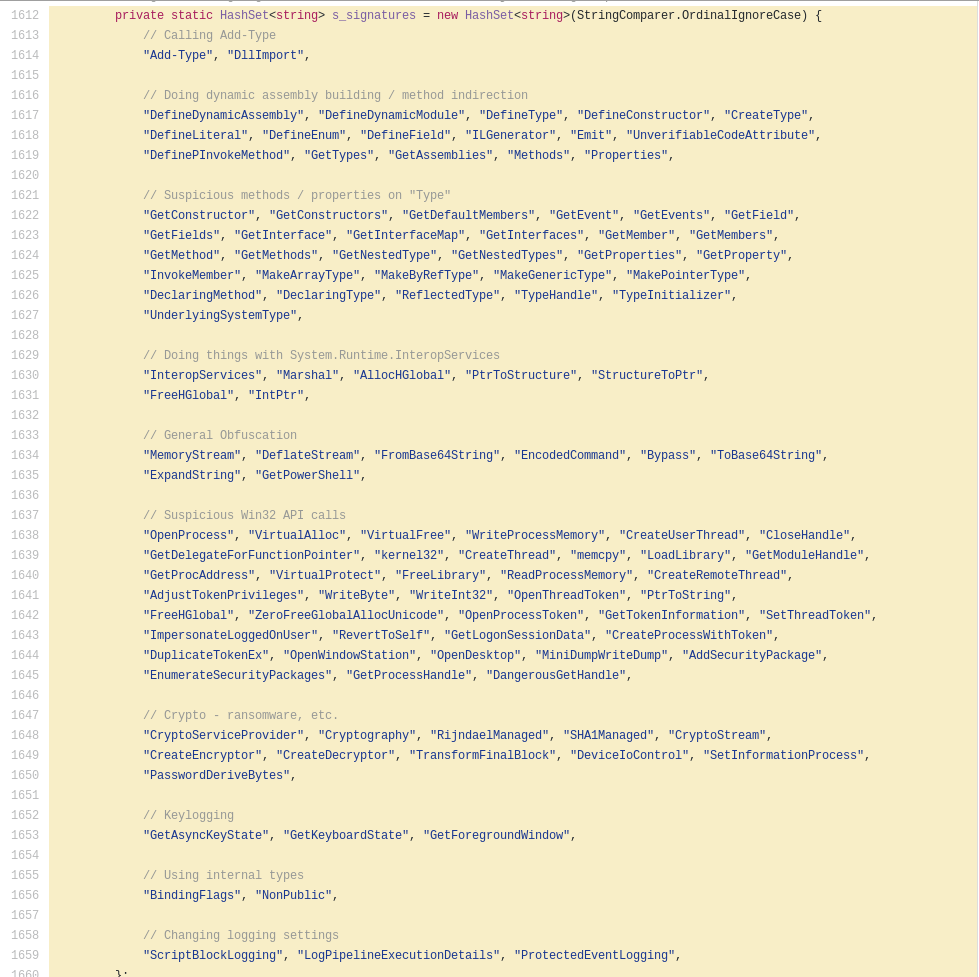 1612 private static HashSet<string> s_signatures = new HashSet<string>(StringComparer.OrdinalIgnoreCase) {
1613 // Calling Add-Type
1614 "Add-Type", "DllImport",
1615
1616 // Doing dynamic assembly building / method indirection
1617 "DefineDynamicAssembly", "DefineDynamicModule", "DefineType", "DefineConstructor", "CreateType",
1618 "DefineLiteral", "DefineEnum", "DefineField", "ILGenerator", "Emit", "UnverifiableCodeAttribute",
1619 "DefinePInvokeMethod", "GetTypes", "GetAssemblies", "Methods", "Properties",
1620
1621 // Suspicious methods / properties on "Type"
1622 "GetConstructor", "GetConstructors", "GetDefaultMembers", "GetEvent", "GetEvents", "GetField",
1623 "GetFields", "GetInterface", "GetInterfaceMap", "GetInterfaces", "GetMember", "GetMembers",
1624 "GetMethod", "GetMethods", "GetNestedType", "GetNestedTypes", "GetProperties", "GetProperty",
1625 "InvokeMember", "MakeArrayType", "MakeByRefType", "MakeGenericType", "MakePointerType",
1626 "DeclaringMethod", "DeclaringType", "ReflectedType", "TypeHandle", "TypeInitializer",
1627 "UnderlyingSystemType",
1628
1629 // Doing things with System.Runtime.InteropServices
1630 "InteropServices", "Marshal", "AllocHGlobal", "PtrToStructure", "StructureToPtr",
1631 "FreeHGlobal", "IntPtr",
1632
1633 // General Obfuscation
1634 "MemoryStream", "DeflateStream", "FromBase64String", "EncodedCommand", "Bypass", "ToBase64String",
1635 "ExpandString", "GetPowerShell",
1636
1637 // Suspicious Win32 API calls
1638 "OpenProcess", "VirtualAlloc", "VirtualFree", "WriteProcessMemory", "CreateUserThread", "CloseHandle",
1639 "GetDelegateForFunctionPointer", "kernel32", "CreateThread", "memcpy", "LoadLibrary", "GetModuleHandle",
1640 "GetProcAddress", "VirtualProtect", "FreeLibrary", "ReadProcessMemory", "CreateRemoteThread",
1641 "AdjustTokenPrivileges", "WriteByte", "WriteInt32", "OpenThreadToken", "PtrToString",
1642 "FreeHGlobal", "ZeroFreeGlobalAllocUnicode", "OpenProcessToken", "GetTokenInformation", "SetThreadToken",
1643 "ImpersonateLoggedOnUser", "RevertToSelf", "GetLogonSessionData", "CreateProcessWithToken",
1644 "DuplicateTokenEx", "OpenWindowStation", "OpenDesktop", "MiniDumpWriteDump", "AddSecurityPackage",
1645 "EnumerateSecurityPackages", "GetProcessHandle", "DangerousGetHandle",
1646
1647 // Crypto - ransomware, etc.
1648 "CryptoServiceProvider", "Cryptography", "RijndaelManaged", "SHA1Managed", "CryptoStream",
1649 "CreateEncryptor", "CreateDecryptor", "TransformFinalBlock", "DeviceIoControl", "SetInformationProcess",
1650 "PasswordDeriveBytes",
1651
1652 // Keylogging
1653 "GetAsyncKeyState", "GetKeyboardState", "GetForegroundWindow",
1654
1655 // Using internal types
1656 "BindingFlags", "NonPublic",
1657
1658 // Changing logging settings
1659 "ScriptBlockLogging", "LogPipelineExecutionDetails", "ProtectedEventLogging",
1660 };